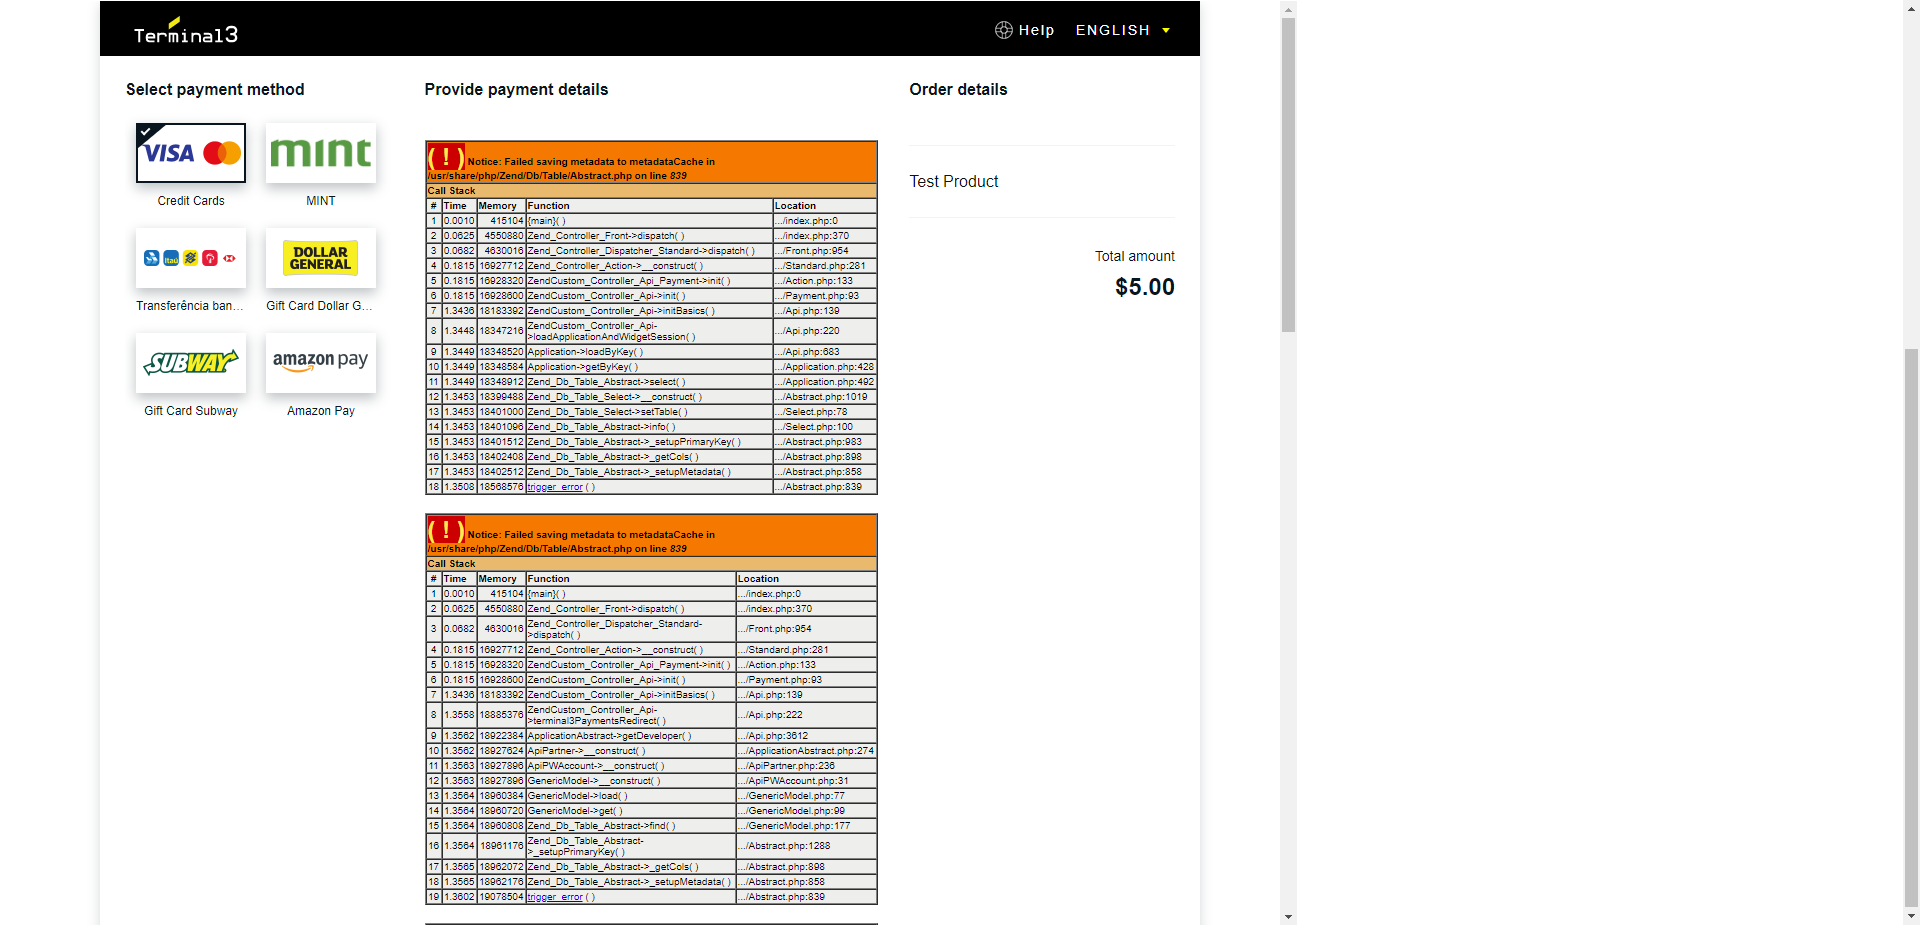 Terminal3
Help
ENGLISH
Select payment method
VISA
mint
Credit Cards
MINT
Itaú
DOLLAR
GENERAL
Transferência ban...
Gift Card Dollar G...
SUBWAY
amazon pay
Gift Card Subway
Amazon Pay
Provide payment details
( ! ) Notice: Failed saving metadata to metadataCache in
/usr/share/php/Zend/Db/Table/Abstract.php on line 839
Call Stack
# Time Memory Function Location
1 0.0010 415104 {main}( ) .../index.php:0
2 0.0625 4550880 Zend_Controller_Front->dispatch( ) .../index.php:370
3 0.0682 4630016 Zend_Controller_Dispatcher_Standard->dispatch( ) .../Front.php:954
4 0.1815 16927712 Zend_Controller_Action->__construct( ) .../Standard.php:281
5 0.1815 16928320 ZendCustom_Controller_Api_Payment->init( ) .../Action.php:133
6 0.1815 16928600 ZendCustom_Controller_Api->init( ) .../Payment.php:93
7 1.3436 18183392 ZendCustom_Controller_Api->initBasics( ) .../Api.php:139
8 1.3448 18347216 ZendCustom_Controller_Api-
>loadApplicationAndWidgetSession( ) .../Api.php:220
9 1.3449 18348520 Application->loadByKey( ) .../Api.php:683
10 1.3449 18348584 Application->getByKey( ) .../Application.php:428
11 1.3449 18348912 Zend_Db_Table_Abstract->select( ) .../Application.php:492
12 1.3453 18399488 Zend_Db_Table_Select->__construct( ) .../Abstract.php:1019
13 1.3453 18401000 Zend_Db_Table_Select->setTable( ) .../Select.php:78
14 1.3453 18401096 Zend_Db_Table_Abstract->info( ) .../Select.php:100
15 1.3453 18401512 Zend_Db_Table_Abstract->_setupPrimaryKey( ) .../Abstract.php:983
16 1.3453 18402408 Zend_Db_Table_Abstract->_getCols( ) .../Abstract.php:898
17 1.3453 18402512 Zend_Db_Table_Abstract->_setupMetadata( ) .../Abstract.php:858
18 1.3508 18568576 trigger_error ( ) .../Abstract.php:839
( ! ) Notice: Failed saving metadata to metadataCache in
/usr/share/php/Zend/Db/Table/Abstract.php on line 839
Call Stack
# Time Memory Function Location
1 0.0010 415104 {main}( ) .../index.php:0
2 0.0625 4550880 Zend_Controller_Front->dispatch( ) .../index.php:370
3 0.0682 4630016 Zend_Controller_Dispatcher_Standard-
>dispatch( ) .../Front.php:954
4 0.1815 16927712 Zend_Controller_Action->__construct( ) .../Standard.php:281
5 0.1815 16928320 ZendCustom_Controller_Api_Payment->init( ) .../Action.php:133
6 0.1815 16928600 ZendCustom_Controller_Api->init( ) .../Payment.php:93
7 1.3436 18183392 ZendCustom_Controller_Api->initBasics( ) .../Api.php:139
8 1.3558 18885376 ZendCustom_Controller_Api-
>terminal3PaymentsRedirect( ) .../Api.php:222
9 1.3562 18922384 ApplicationAbstract->getDeveloper( ) .../Api.php:3612
10 1.3562 18927624 ApiPartner->__construct( ) .../ApplicationAbstract.php:274
11 1.3563 18927896 ApiPWAccount->__construct( ) .../ApiPartner.php:236
12 1.3563 18927896 GenericModel->__construct( ) .../ApiPWAccount.php:31
13 1.3564 18960384 GenericModel->load( ) .../GenericModel.php:77
14 1.3564 18960720 GenericModel->get( ) .../GenericModel.php:99
15 1.3564 18960808 Zend_Db_Table_Abstract->find( ) .../GenericModel.php:177
16 1.3564 18961176 Zend_Db_Table_Abstract-
>_setupPrimaryKey( ) .../Abstract.php:1288
17 1.3565 18962072 Zend_Db_Table_Abstract->_getCols( ) .../Abstract.php:898
18 1.3565 18962176 Zend_Db_Table_Abstract->_setupMetadata( ) .../Abstract.php:858
19 1.3602 19078504 trigger_error ( ) .../Abstract.php:839
Order details
Test Product
Total amount
$5.00